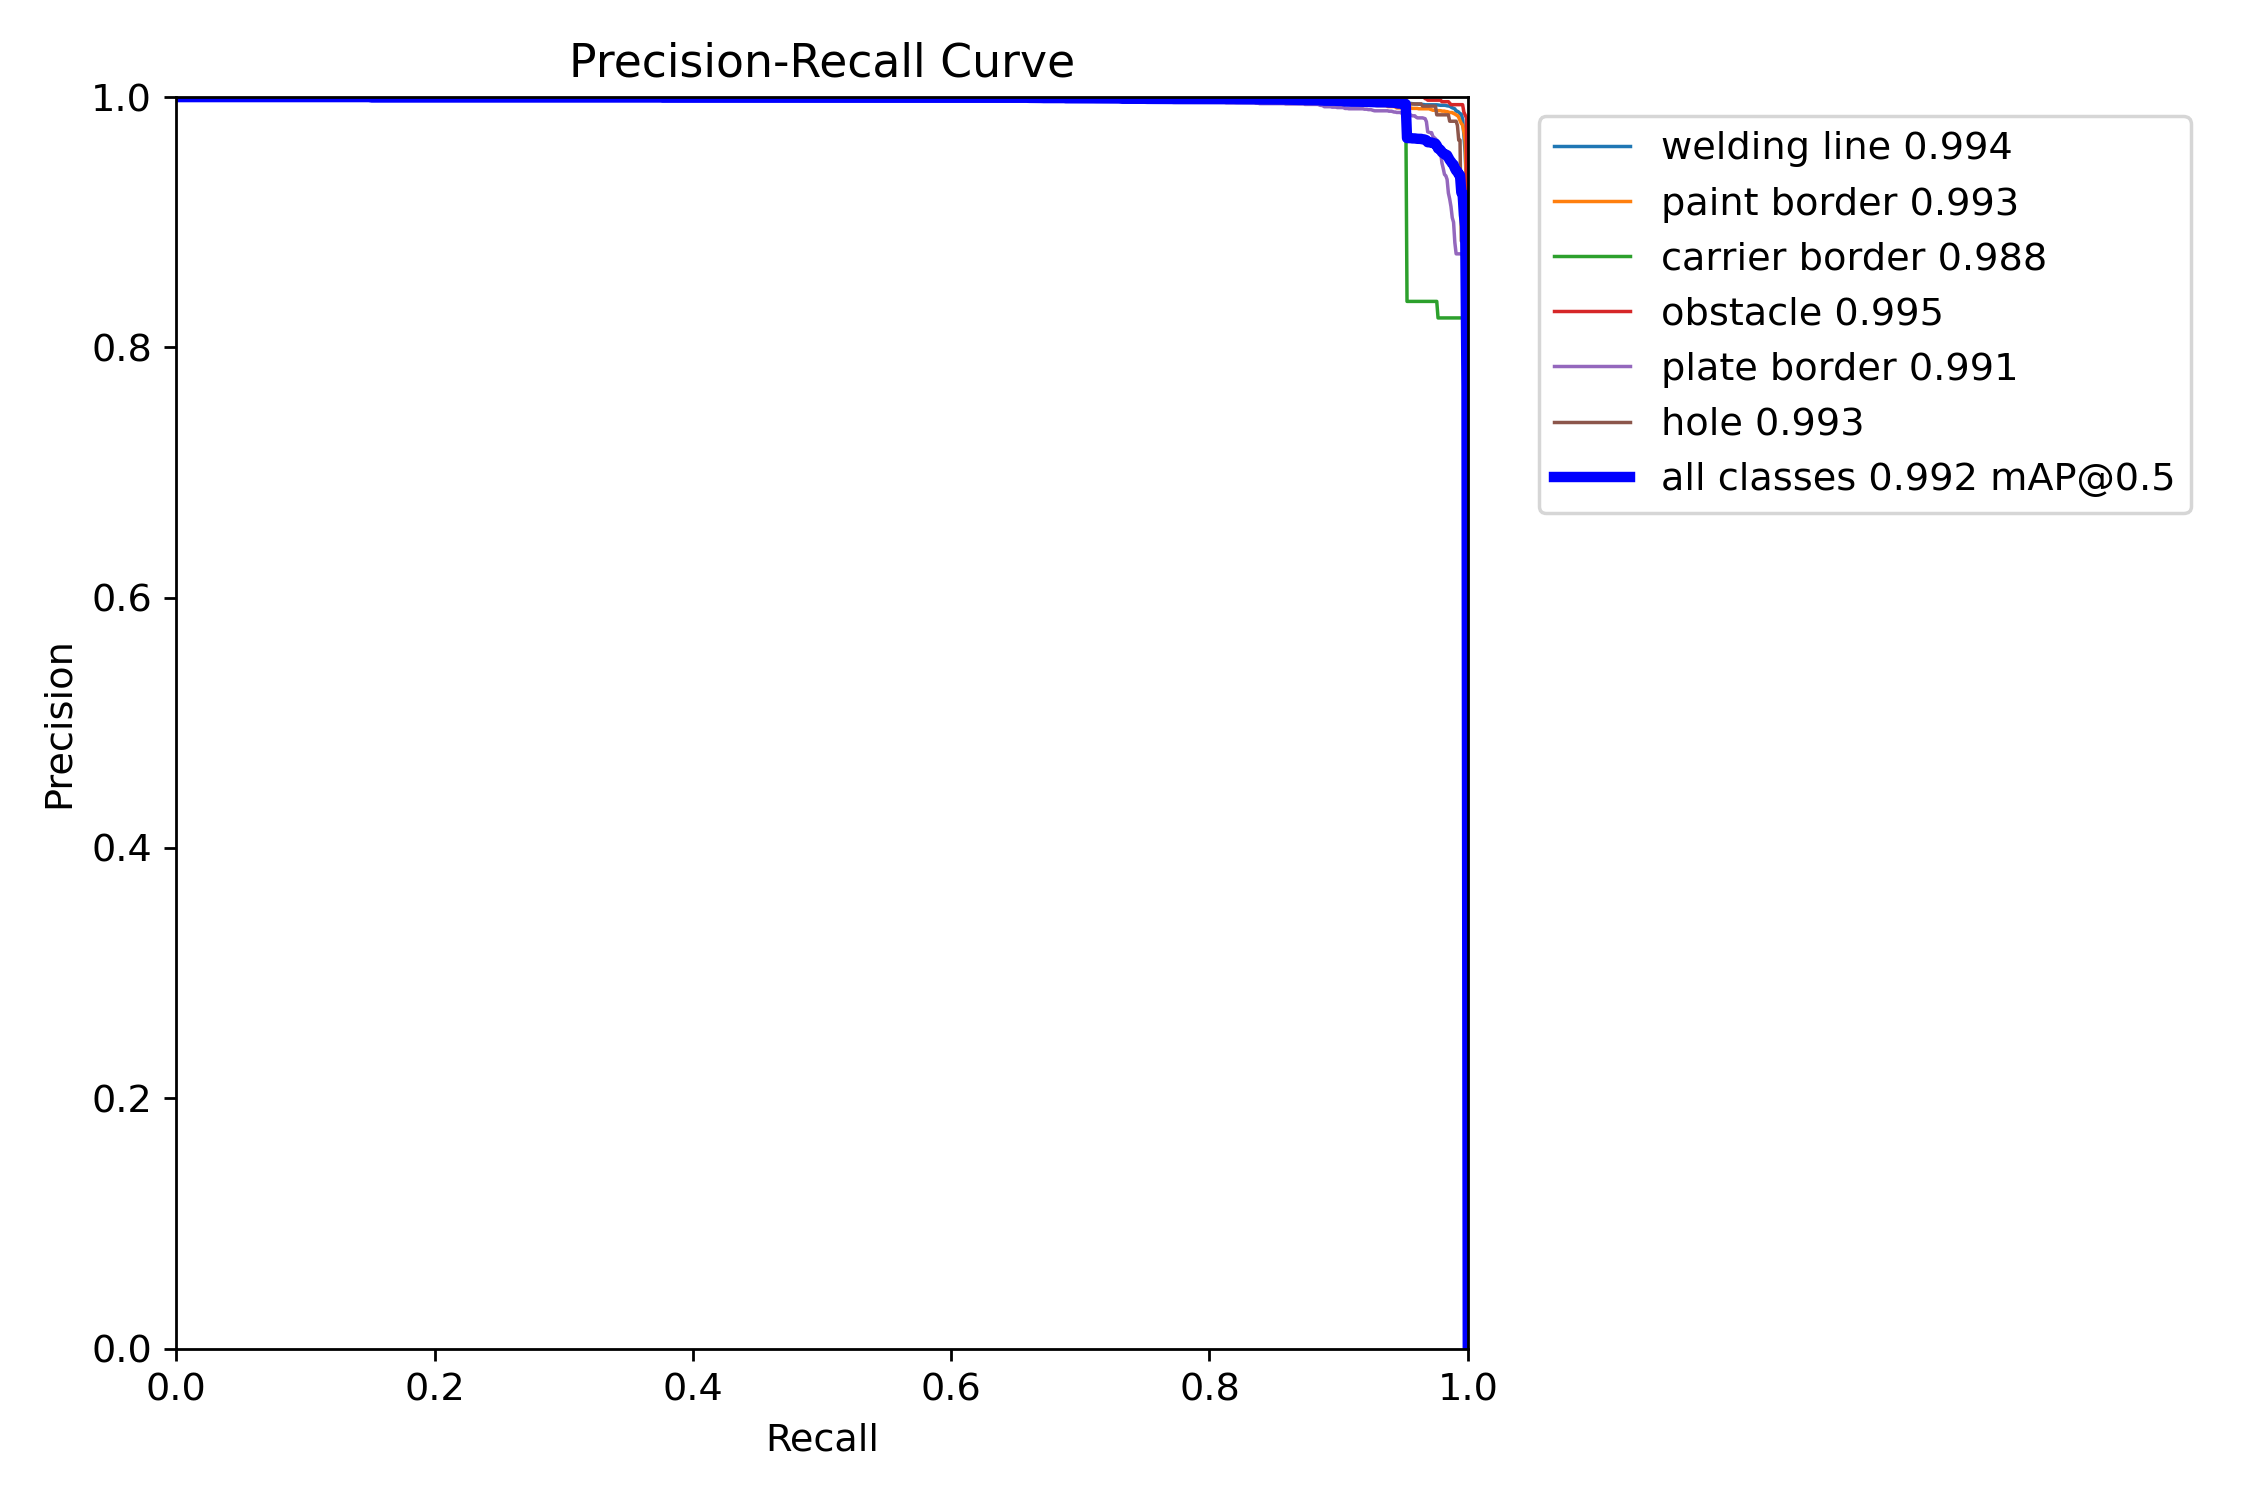 Precision-Recall Curve
1.0
0.8
0.6
0.4
0.2
0.0
Precision
0.0 0.2 0.4 0.6 0.8 1.0
Recall
welding line 0.994
paint border 0.993
carrier border 0.988
obstacle 0.995
plate border 0.991
hole 0.993
all classes 0.992 mAP@0.5